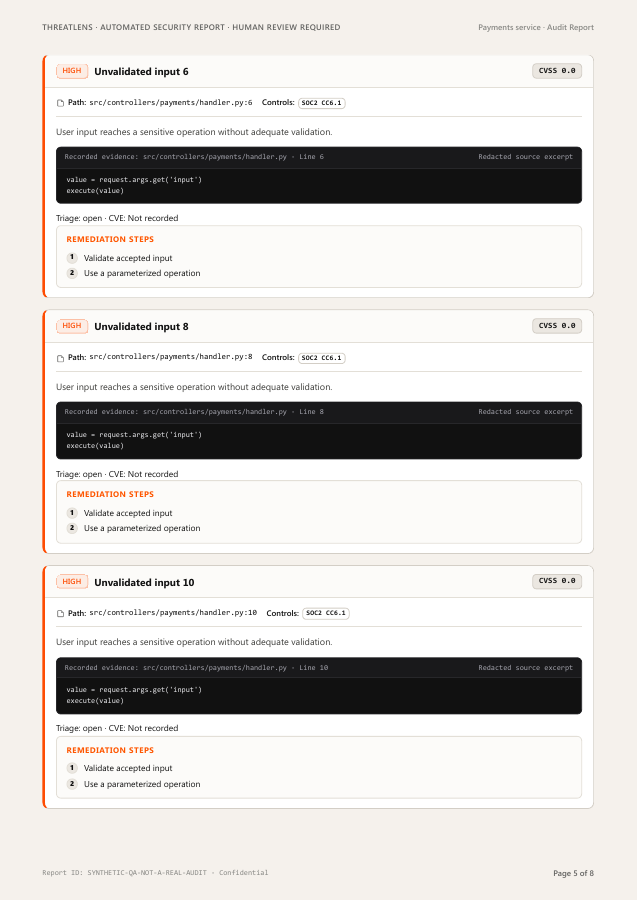 THREATLENS · AUTOMATED SECURITY REPORT · HUMAN REVIEW REQUIRED Payments service · Audit Report
HIGH Unvalidated input 6 CVSS 0.0
Path: src/controllers/payments/handler.py:6 Controls: SOC2 CC6.1
User input reaches a sensitive operation without adequate validation.
Recorded evidence: src/controllers/payments/handler.py · Line 6 Redacted source excerpt
value = request.args.get('input')
execute(value)
Triage: open · CVE: Not recorded
REMEDIATION STEPS
1 Validate accepted input
2 Use a parameterized operation
HIGH Unvalidated input 8 CVSS 0.0
Path: src/controllers/payments/handler.py:8 Controls: SOC2 CC6.1
User input reaches a sensitive operation without adequate validation.
Recorded evidence: src/controllers/payments/handler.py · Line 8 Redacted source excerpt
value = request.args.get('input')
execute(value)
Triage: open · CVE: Not recorded
REMEDIATION STEPS
1 Validate accepted input
2 Use a parameterized operation
HIGH Unvalidated input 10 CVSS 0.0
Path: src/controllers/payments/handler.py:10 Controls: SOC2 CC6.1
User input reaches a sensitive operation without adequate validation.
Recorded evidence: src/controllers/payments/handler.py · Line 10 Redacted source excerpt
value = request.args.get('input')
execute(value)
Triage: open · CVE: Not recorded
REMEDIATION STEPS
1 Validate accepted input
2 Use a parameterized operation
Report ID: SYNTHETIC-QA-NOT-A-REAL-AUDIT · Confidential Page 5 of 8